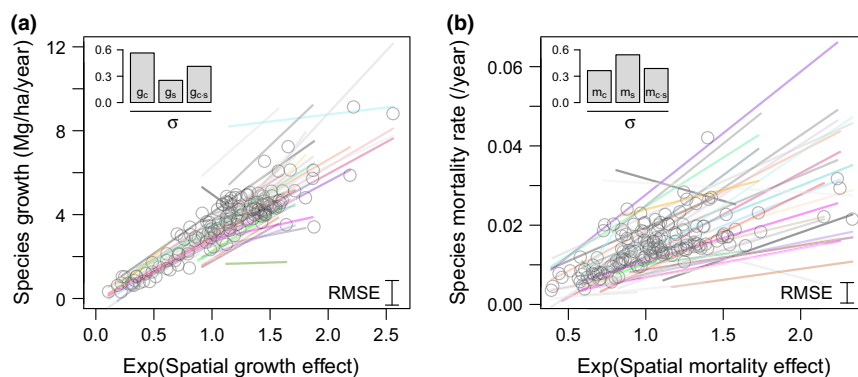 (a)
Species growth (Mg/ha/year)
12
8
4
0
0.6
0.3
0.0
gc gs gc·s
σ
RMSE
0.0 0.5 1.0 1.5 2.0 2.5
Exp(Spatial growth effect)
(b)
Species mortality rate (/year)
0.06
0.04
0.02
0.00
0.6
0.3
0.0
mc ms mc·s
σ
RMSE
0.5 1.0 1.5 2.0
Exp(Spatial mortality effect)